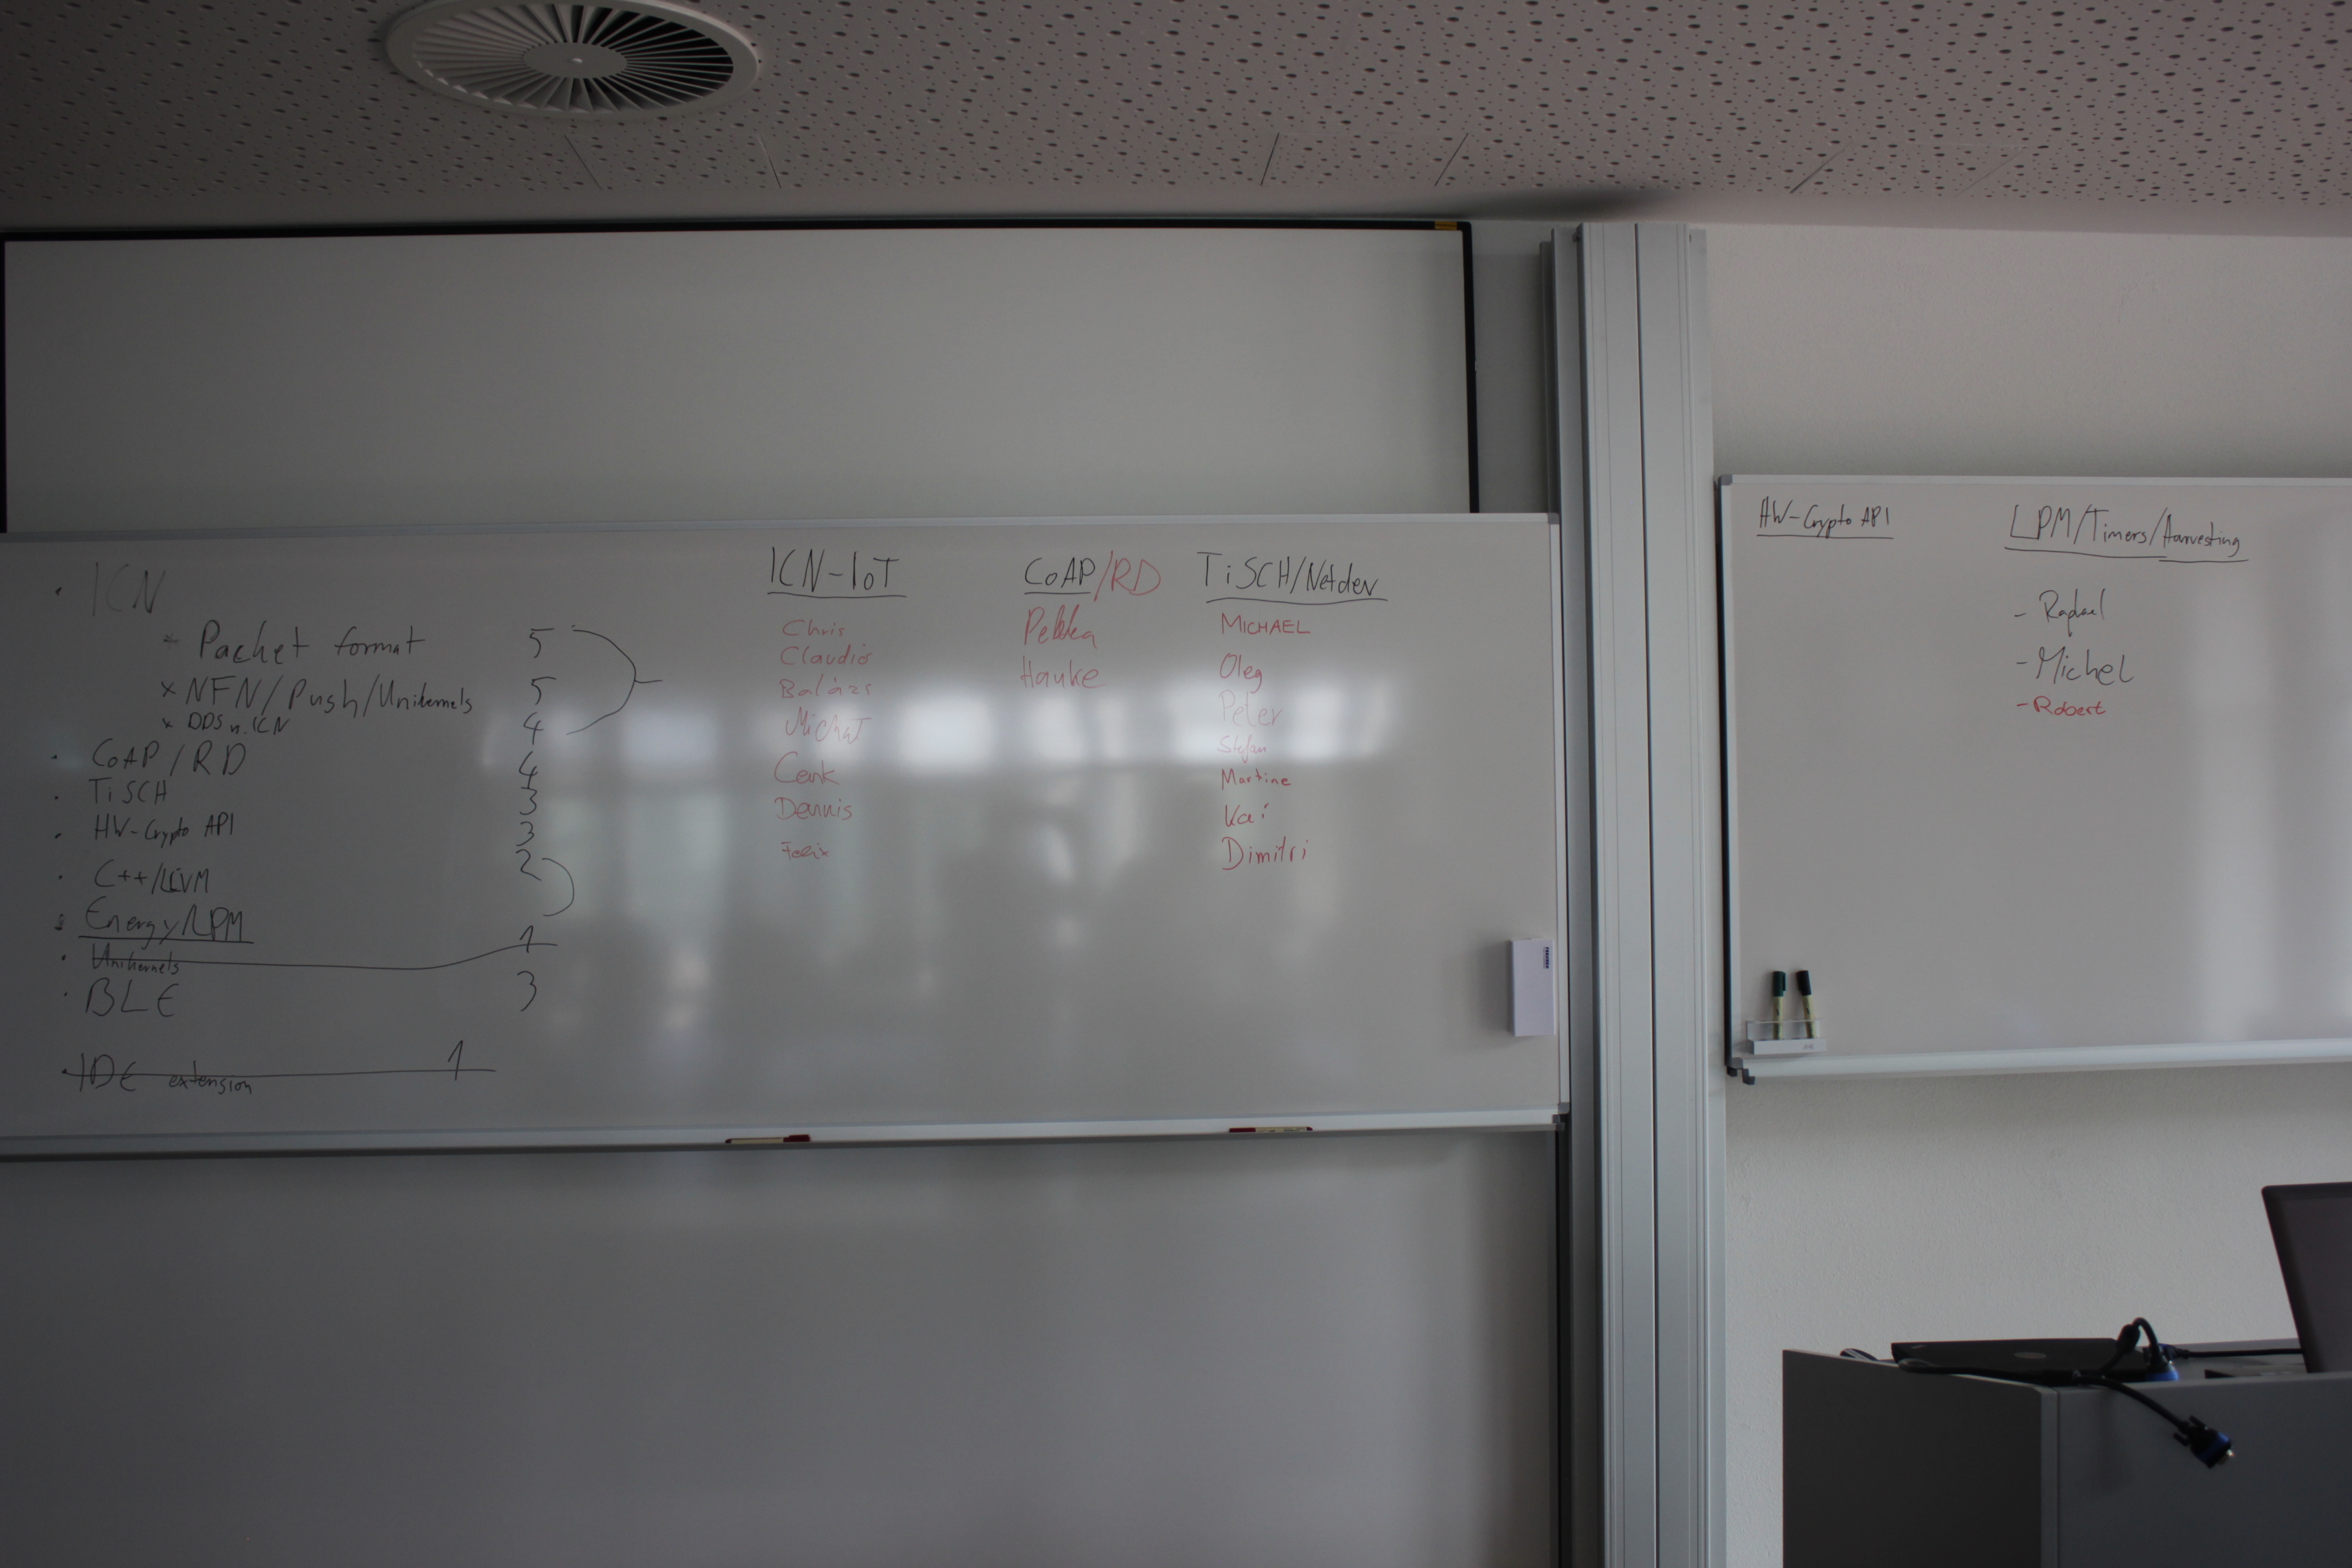 · ICN
* Packet format 5
x NFN/Push/Unikernels 5
x DDS n. ICN 4
· CoAP/RD 4
· TiSCH 3
· HW-Crypto API 3
· C++/LLVM 2
· Energy/LPM
· Unikernels 1
· BLE 3
· IDE extension 1
ICN-IoT
Chris
Claudio
Balázs
Michał
Cenk
Dennis
Felix
CoAP/RD
Pekka
Hauke
TiSCH/Netdev
MICHAEL
Oleg
Peter
Stefan
Martine
Kai
Dimitri
HW-Crypto API
LPM/Timers/Harvesting
- Raphael
- Michel
- Robert